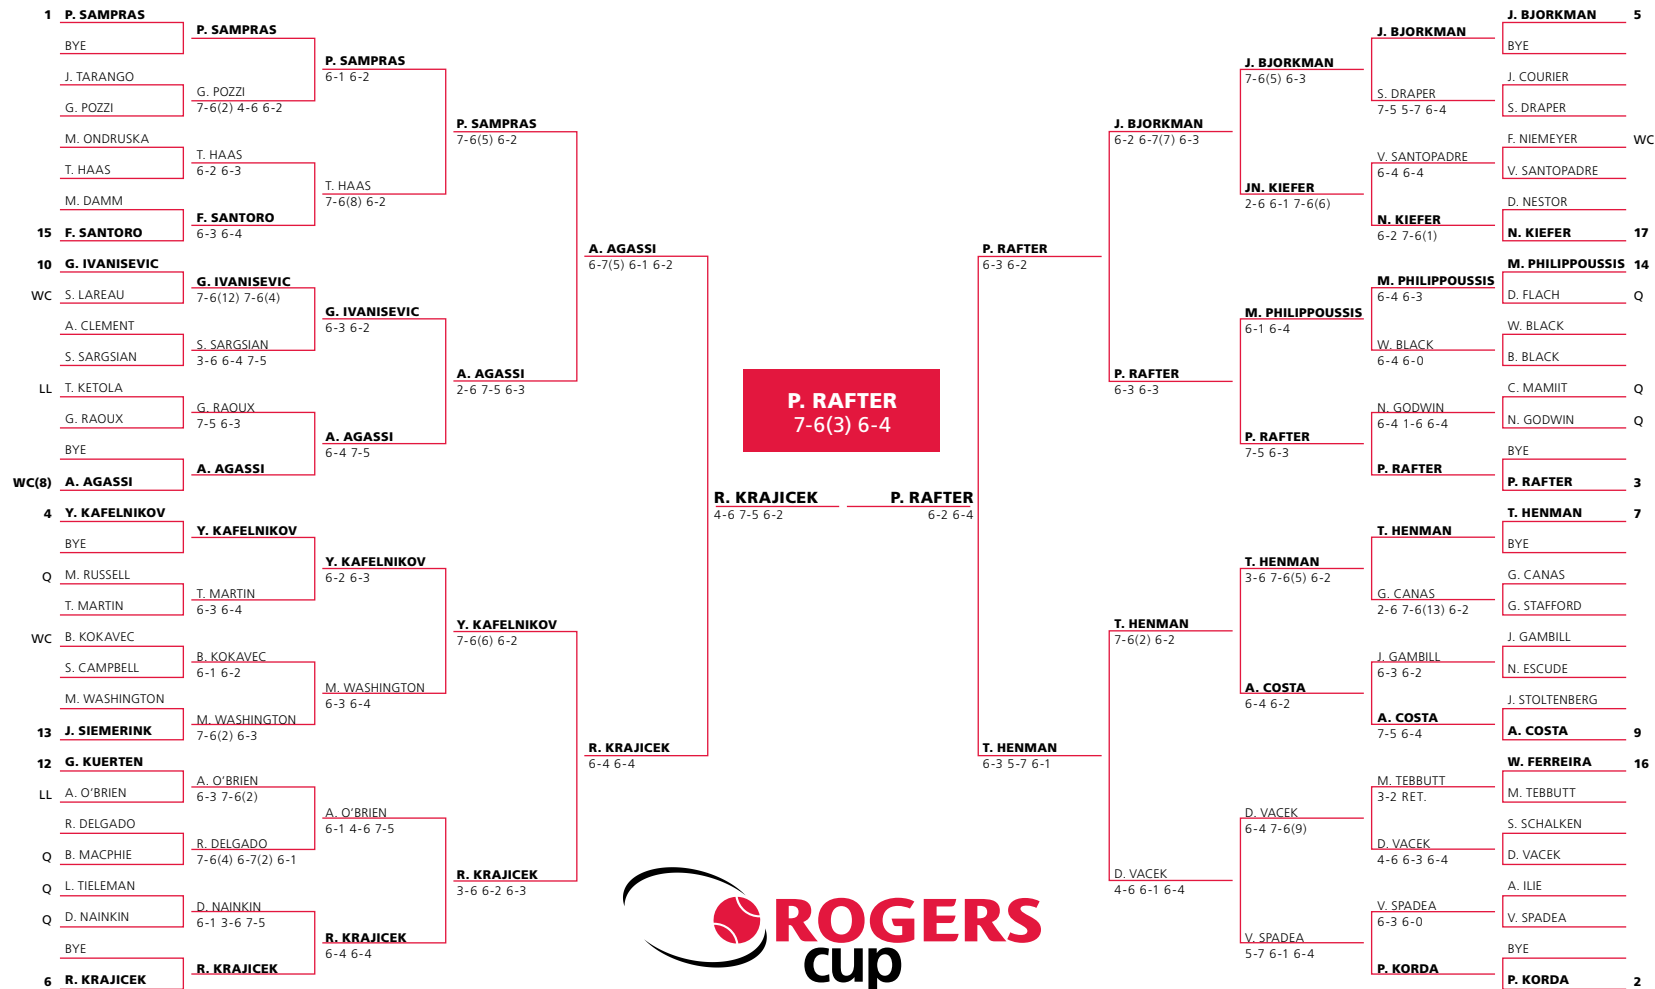 1 P. SAMPRAS
BYE
J. TARANGO
G. POZZI
M. ONDRUSKA
T. HAAS
M. DAMM
15 F. SANTORO
10 G. IVANISEVIC
WC S. LAREAU
A. CLEMENT
S. SARGSIAN
LL T. KETOLA
G. RAOUX
BYE
WC(8) A. AGASSI
4 Y. KAFELNIKOV
BYE
Q M. RUSSELL
T. MARTIN
WC B. KOKAVEC
S. CAMPBELL
M. WASHINGTON
13 J. SIEMERINK
12 G. KUERTEN
LL A. O'BRIEN
R. DELGADO
Q B. MACPHIE
Q L. TIELEMAN
Q D. NAINKIN
BYE
6 R. KRAJICEK
P. SAMPRAS
G. POZZI
7-6(2) 4-6 6-2
T. HAAS
6-2 6-3
F. SANTORO
6-3 6-4
G. IVANISEVIC
7-6(12) 7-6(4)
S. SARGSIAN
3-6 6-4 7-5
G. RAOUX
7-5 6-3
A. AGASSI
Y. KAFELNIKOV
T. MARTIN
6-3 6-4
B. KOKAVEC
6-1 6-2
M. WASHINGTON
7-6(2) 6-3
A. O'BRIEN
6-3 7-6(2)
R. DELGADO
7-6(4) 6-7(2) 6-1
D. NAINKIN
6-1 3-6 7-5
R. KRAJICEK
P. SAMPRAS
6-1 6-2
T. HAAS
7-6(8) 6-2
G. IVANISEVIC
6-3 6-2
A. AGASSI
6-4 7-5
Y. KAFELNIKOV
6-2 6-3
M. WASHINGTON
6-3 6-4
A. O'BRIEN
6-1 4-6 7-5
R. KRAJICEK
6-4 6-4
P. SAMPRAS
7-6(5) 6-2
A. AGASSI
2-6 7-5 6-3
Y. KAFELNIKOV
7-6(6) 6-2
R. KRAJICEK
3-6 6-2 6-3
A. AGASSI
6-7(5) 6-1 6-2
R. KRAJICEK
6-4 6-4
R. KRAJICEK
4-6 7-5 6-2
P. RAFTER
7-6(3) 6-4
P. RAFTER
6-2 6-4
P. RAFTER
6-3 6-2
T. HENMAN
6-3 5-7 6-1
J. BJORKMAN
6-2 6-7(7) 6-3
P. RAFTER
6-3 6-3
T. HENMAN
7-6(2) 6-2
D. VACEK
4-6 6-1 6-4
J. BJORKMAN
7-6(5) 6-3
JN. KIEFER
2-6 6-1 7-6(6)
M. PHILIPPOUSSIS
6-1 6-4
P. RAFTER
7-5 6-3
T. HENMAN
3-6 7-6(5) 6-2
A. COSTA
6-4 6-2
D. VACEK
6-4 7-6(9)
V. SPADEA
5-7 6-1 6-4
J. BJORKMAN
S. DRAPER
7-5 5-7 6-4
V. SANTOPADRE
6-4 6-4
N. KIEFER
6-2 7-6(1)
M. PHILIPPOUSSIS
6-4 6-3
W. BLACK
6-4 6-0
N. GODWIN
6-4 1-6 6-4
P. RAFTER
T. HENMAN
G. CANAS
2-6 7-6(13) 6-2
J. GAMBILL
6-3 6-2
A. COSTA
7-5 6-4
M. TEBBUTT
3-2 RET.
D. VACEK
4-6 6-3 6-4
V. SPADEA
6-3 6-0
P. KORDA
J. BJORKMAN 5
BYE
J. COURIER
S. DRAPER
F. NIEMEYER WC
V. SANTOPADRE
D. NESTOR
N. KIEFER 17
M. PHILIPPOUSSIS 14
D. FLACH Q
W. BLACK
B. BLACK
C. MAMIIT Q
N. GODWIN Q
BYE
P. RAFTER 3
T. HENMAN 7
BYE
G. CANAS
G. STAFFORD
J. GAMBILL
N. ESCUDE
J. STOLTENBERG
A. COSTA 9
W. FERREIRA 16
M. TEBBUTT
S. SCHALKEN
D. VACEK
A. ILIE
V. SPADEA
BYE
P. KORDA 2
ROGERS
cup